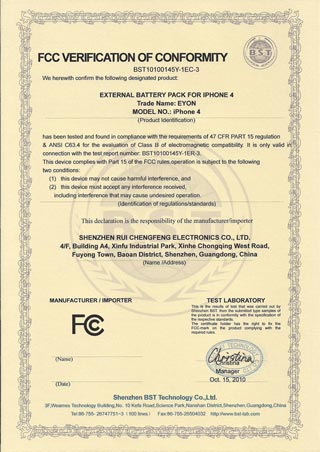 BST
FCC VERIFICATION OF CONFORMITY
BST10100145Y-1EC-3
We herewith confirm the following designated product:
EXTERNAL BATTERY PACK FOR IPHONE 4
Trade Name: EYON
MODEL NO.: iPhone 4
(Product Identication)
has been tested and found in compliance with the requirements of 47 CFR PART 15 regulation
& ANSI C63.4 for the evaluation of Class B of electromagnetic compatibility. It is only valid in
connection with the test report number: BST10100145Y-1ER-3.
This device complies with Part 15 of the FCC rules.operation is subject to the following
two conditions:
(1) this device may not cause harmful interference, and
(2) this device must accept any interference received,
including interference that may cause undesired operation.
(Identification of regulations/standards)
This declaration is the responsibility of the manufacturer/importer
SHENZHEN RUI CHENGFENG ELECTRONICS CO., LTD.
4/F, Building A4, Xinfu Industrial Park, Xinhe Chongqing West Road,
Fuyong Town, Baoan District, Shenzhen, Guangdong, China
(Name /Address)
MANUFACTURER / IMPORTER
TEST LABORATORY
This is the results of test that was carried out by
Shenzhen BST, from the submitted type samples of
the product is in conformity with the specification of
the respective standards
The certificate holder has the right to fix the
FCC-mark on the product complying with the
required rules
FCC
Christina
Christina
Manager
Oct. 15, 2010
(Name)
(Date)
Shenzhen BST Technology Co.,Ltd.
3F,Weames Technology Building,No. 10 Kefa Road,Science Park,Nanshan District,Shenzhen,Guangdong,China
Tel:86-755- 26747751~3 (100 lines) Fax:86-755-26504032 Http://www.bst-lab.com